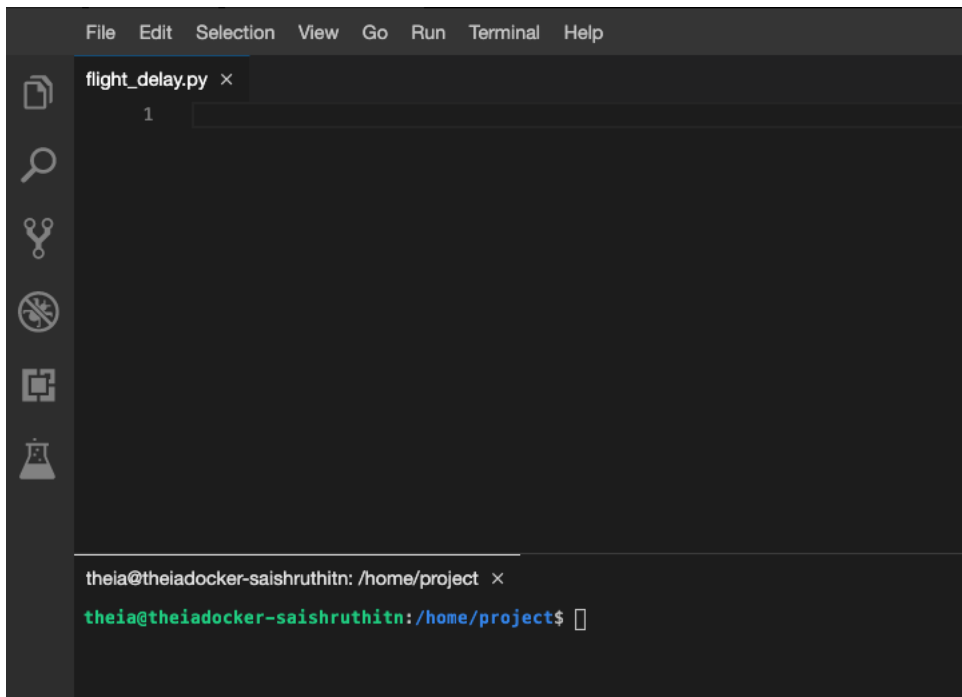 File Edit Selection View Go Run Terminal Help
flight_delay.py ×
1
theia@theiadocker-saishruthitn: /home/project ×
theia@theiadocker-saishruthitn:/home/project$